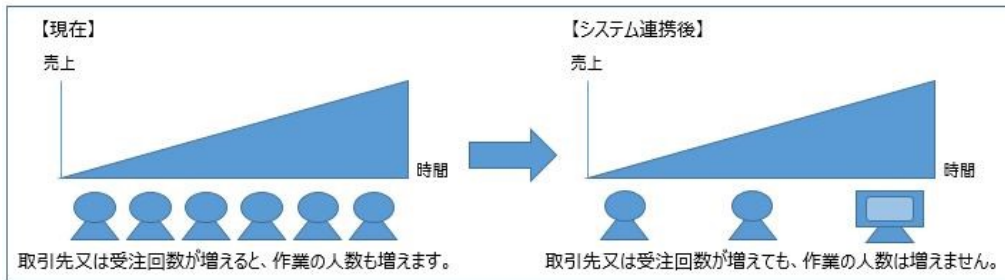 【現在】
売上
時間
取引先又は受注回数が増えると、作業の人数も増えます。
【システム連携後】
売上
時間
取引先又は受注回数が増えても、作業の人数は増えません。